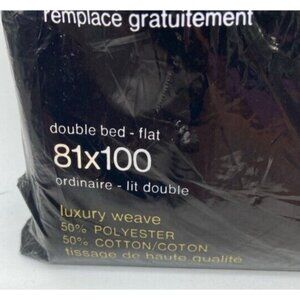 remplace gratuitement
double bed - flat
81x100
ordinaire - lit double
luxury weave
50% POLYESTER
50% COTTON/COTON
tissage de haute qualité